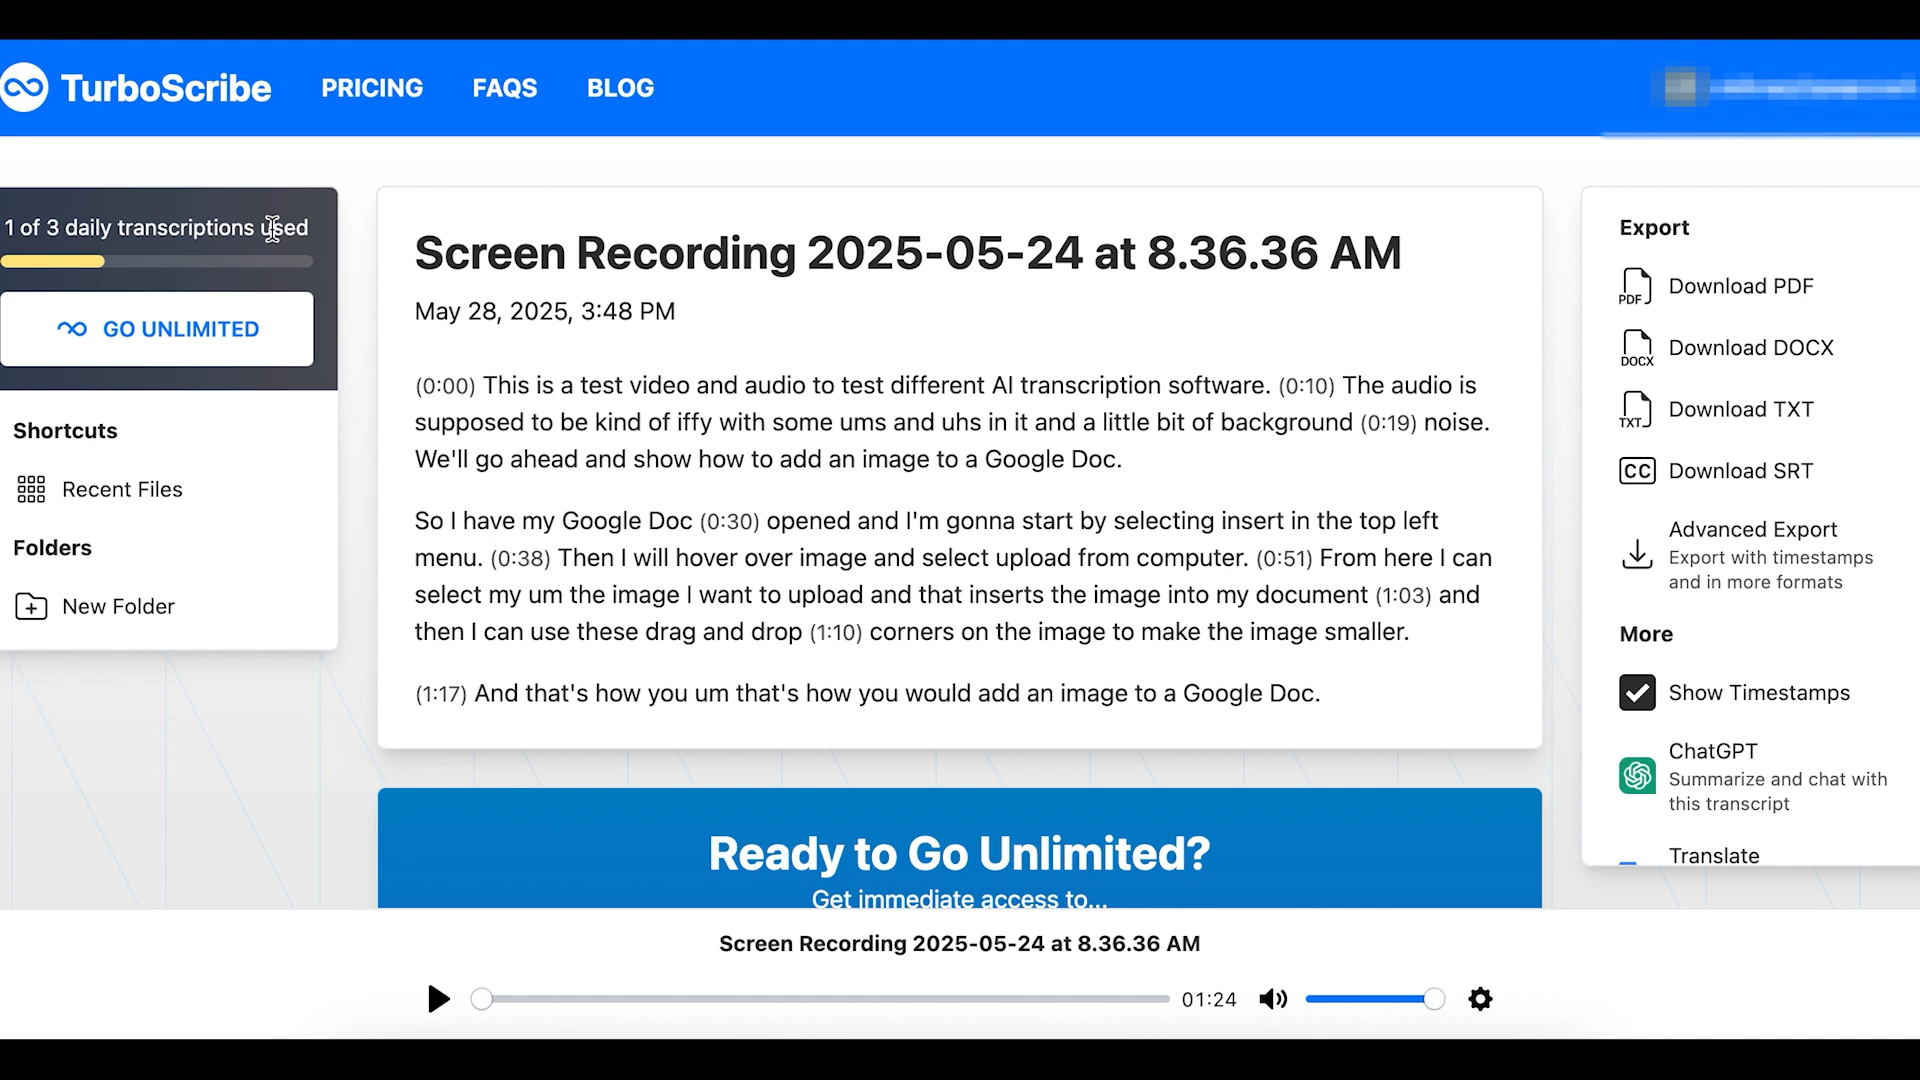 TurboScribe PRICING FAQS BLOG
1 of 3 daily transcriptions used
GO UNLIMITED
Shortcuts
Recent Files
Folders
New Folder
Screen Recording 2025-05-24 at 8.36.36 AM
May 28, 2025, 3:48 PM
(0:00) This is a test video and audio to test different AI transcription software. (0:10) The audio is
supposed to be kind of iffy with some ums and uhs in it and a little bit of background (0:19) noise.
We'll go ahead and show how to add an image to a Google Doc.
So I have my Google Doc (0:30) opened and I'm gonna start by selecting insert in the top left
menu. (0:38) Then I will hover over image and select upload from computer. (0:51) From here I can
select my um the image I want to upload and that inserts the image into my document (1:03) and
then I can use these drag and drop (1:10) corners on the image to make the image smaller.
(1:17) And that's how you um that's how you would add an image to a Google Doc.
Ready to Go Unlimited?
Get immediate access to...
Export
PDF Download PDF
DOCX Download DOCX
TXT Download TXT
CC Download SRT
Advanced Export
Export with timestamps
and in more formats
More
Show Timestamps
ChatGPT
Summarize and chat with
this transcript
Translate
Screen Recording 2025-05-24 at 8.36.36 AM
01:24